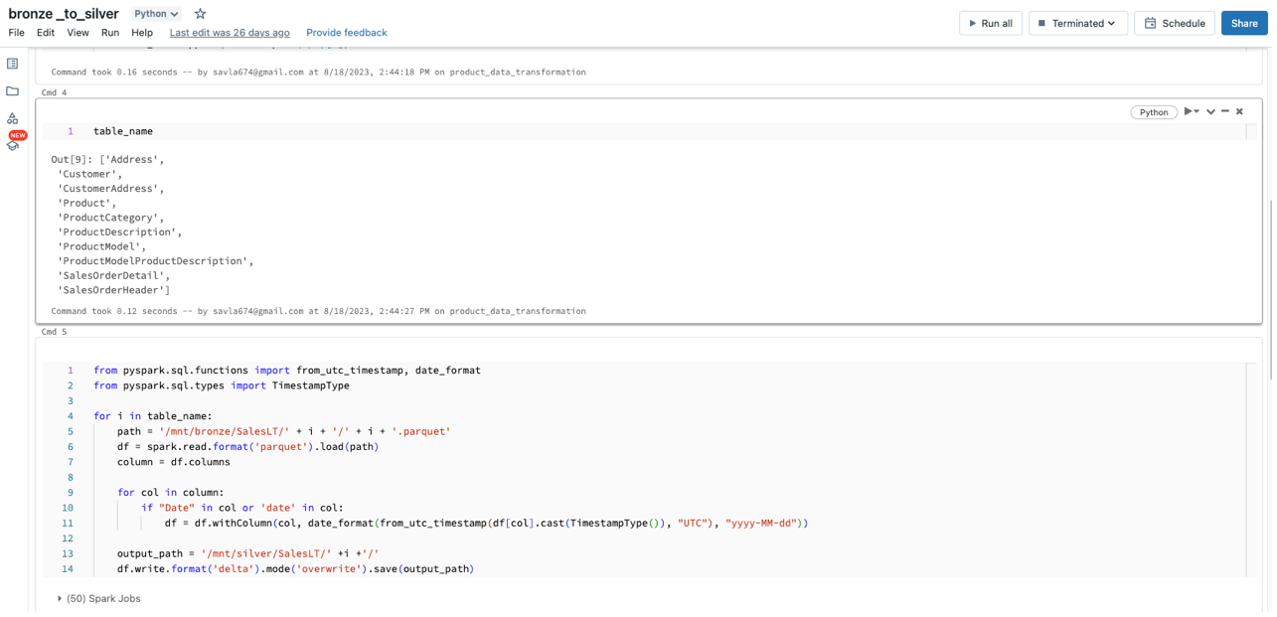 bronze _to_silver Python
File Edit View Run Help Last edit was 26 days ago Provide feedback
Run all Terminated Schedule Share
NEW
Command took 0.16 seconds -- by savla674@gmail.com at 8/18/2023, 2:44:18 PM on product_data_transformation
Cmd 4
Python
1 table_name
Out[9]: ['Address',
'Customer',
'CustomerAddress',
'Product',
'ProductCategory',
'ProductDescription',
'ProductModel',
'ProductModelProductDescription',
'SalesOrderDetail',
'SalesOrderHeader']
Command took 0.12 seconds -- by savla674@gmail.com at 8/18/2023, 2:44:27 PM on product_data_transformation
Cmd 5
1 from pyspark.sql.functions import from_utc_timestamp, date_format
2 from pyspark.sql.types import TimestampType
3
4 for i in table_name:
5 path = '/mnt/bronze/SalesLT/' + i + '/' + i + '.parquet'
6 df = spark.read.format('parquet').load(path)
7 column = df.columns
8
9 for col in column:
10 if "Date" in col or 'date' in col:
11 df = df.withColumn(col, date_format(from_utc_timestamp(df[col].cast(TimestampType()), "UTC"), "yyyy-MM-dd"))
12
13 output_path = '/mnt/silver/SalesLT/' +i +'/'
14 df.write.format('delta').mode('overwrite').save(output_path)
(50) Spark Jobs